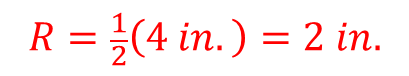 R = ½(4 in.) = 2 in.